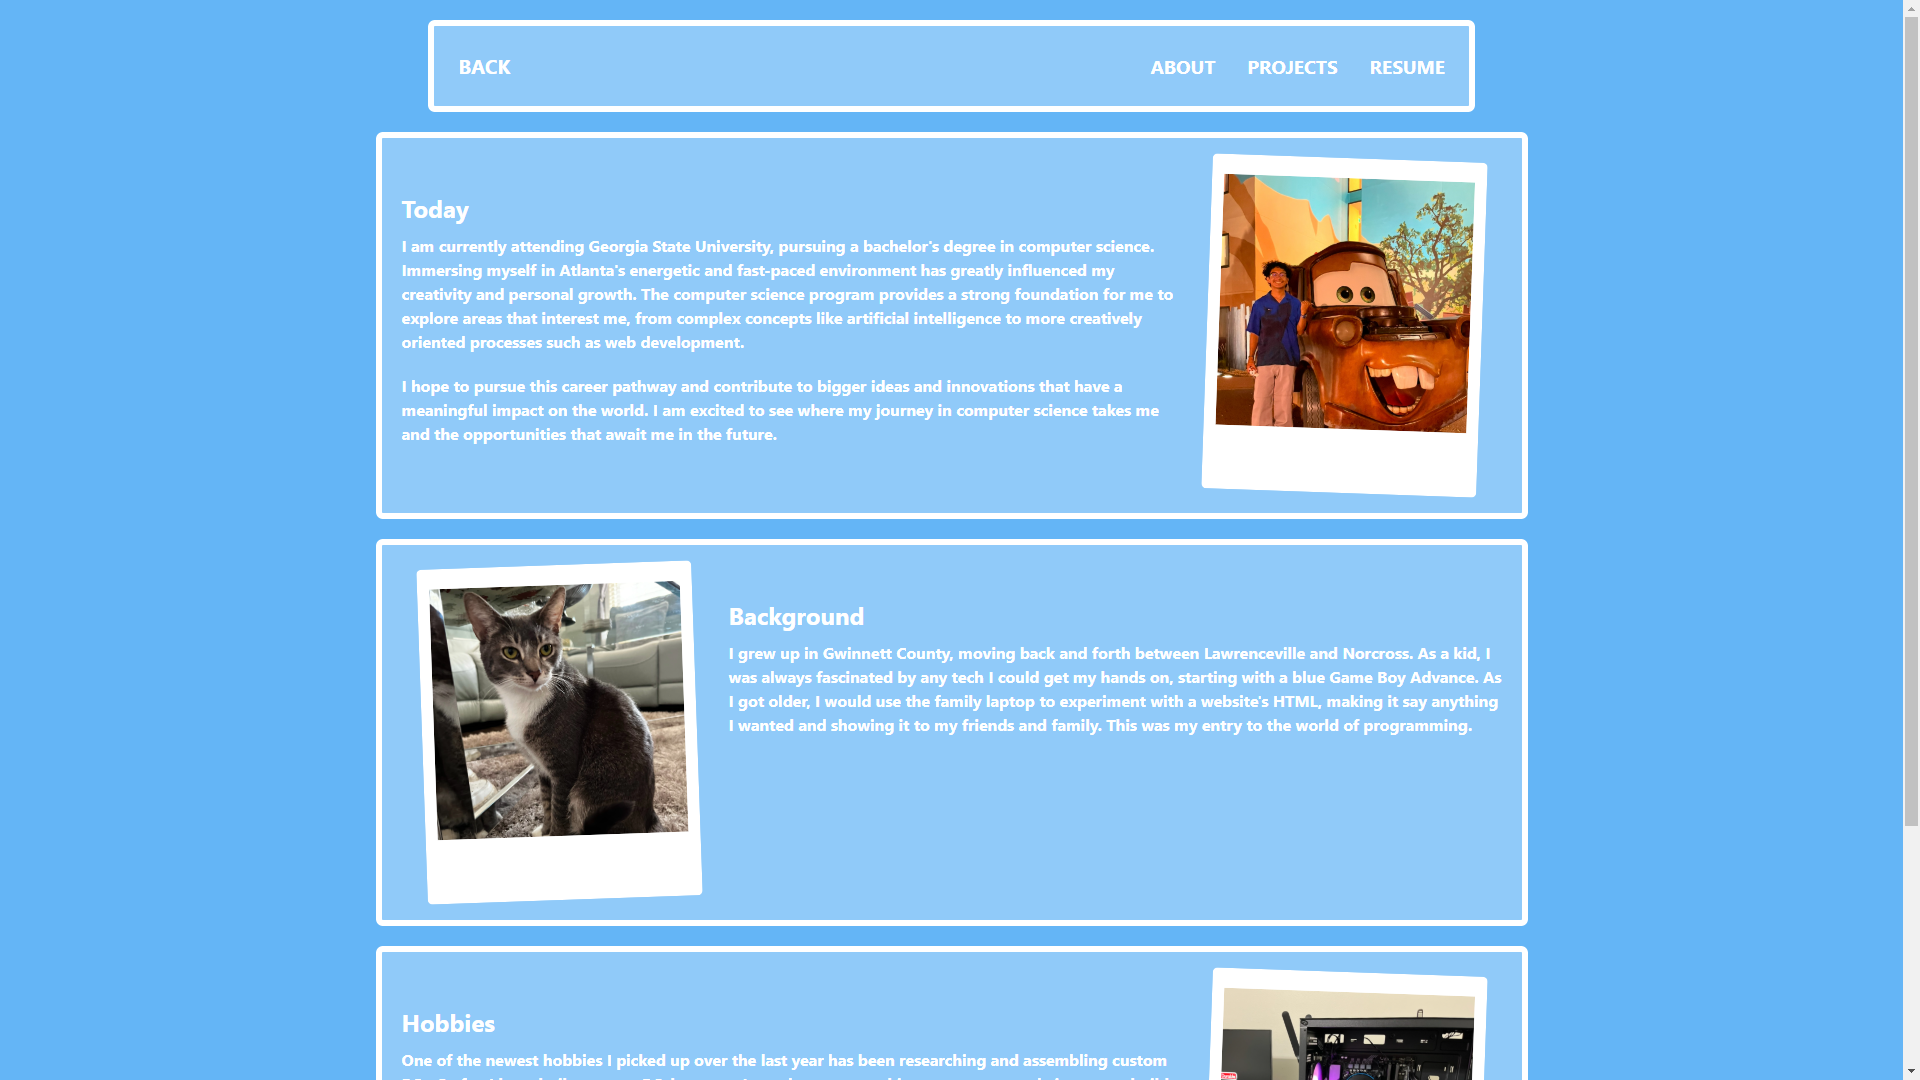 BACK
ABOUT PROJECTS RESUME
Today
I am currently attending Georgia State University, pursuing a bachelor's degree in computer science.
Immersing myself in Atlanta's energetic and fast-paced environment has greatly influenced my
creativity and personal growth. The computer science program provides a strong foundation for me to
explore areas that interest me, from complex concepts like artificial intelligence to more creatively
oriented processes such as web development.
I hope to pursue this career pathway and contribute to bigger ideas and innovations that have a
meaningful impact on the world. I am excited to see where my journey in computer science takes me
and the opportunities that await me in the future.
Background
I grew up in Gwinnett County, moving back and forth between Lawrenceville and Norcross. As a kid, I
was always fascinated by any tech I could get my hands on, starting with a blue Game Boy Advance. As
I got older, I would use the family laptop to experiment with a website's HTML, making it say anything
I wanted and showing it to my friends and family. This was my entry to the world of programming.
Hobbies
One of the newest hobbies I picked up over the last year has been researching and assembling custom